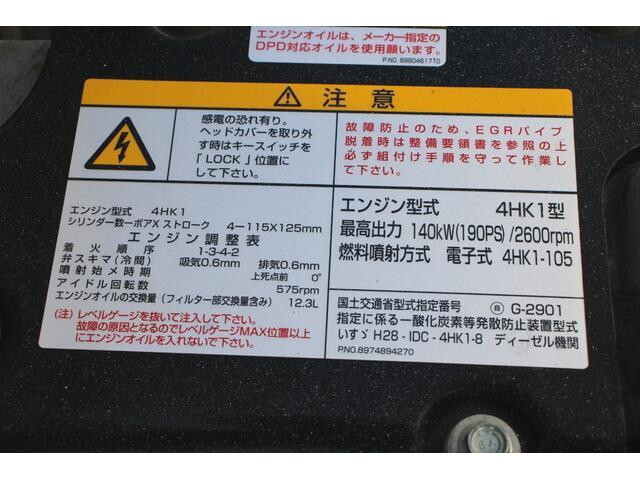 エンジンオイルは、メーカー指定の
DPD対応オイルを使用願います。
P.NO. 89804617T0
注意
感電の恐れ有り。
ヘッドカバーを取り外
す時はキースイッチを
「LOCK」位置に
して下さい。
故障防止のため、EGRパイプ
脱着時は整備要領書を参照の上
必ず組付け手順を守って作業し
て下さい。
エンジン型式 4HK1
シリンダー数ーボアX ストローク 4ー115X125mm
エンジン調整表
着火順序 1-3-4-2
弁スキマ(冷間) 吸気0.6mm 排気0.6mm
噴射始メ時期 上死点前 0°
アイドル回転数 575rpm
エンジンオイルの交換量 (フィルター部交換量含み) 12.3L
(注) レベルゲージを抜いて注入して下さい。
故障の原因となるのでレベルゲージMAX位置以上
にエンジンオイルを入れないで下さい。
エンジン型式 4HK1型
最高出力 140kW(190PS)/2600rpm
燃料噴射方式 電子式 4HK1-105
国土交通省型式指定番号 G-2901
指定に係る一酸化炭素等発散防止装置型式
いすゞ H28-IDC-4HK1-8 ディーゼル機関
P.NO.8974894270